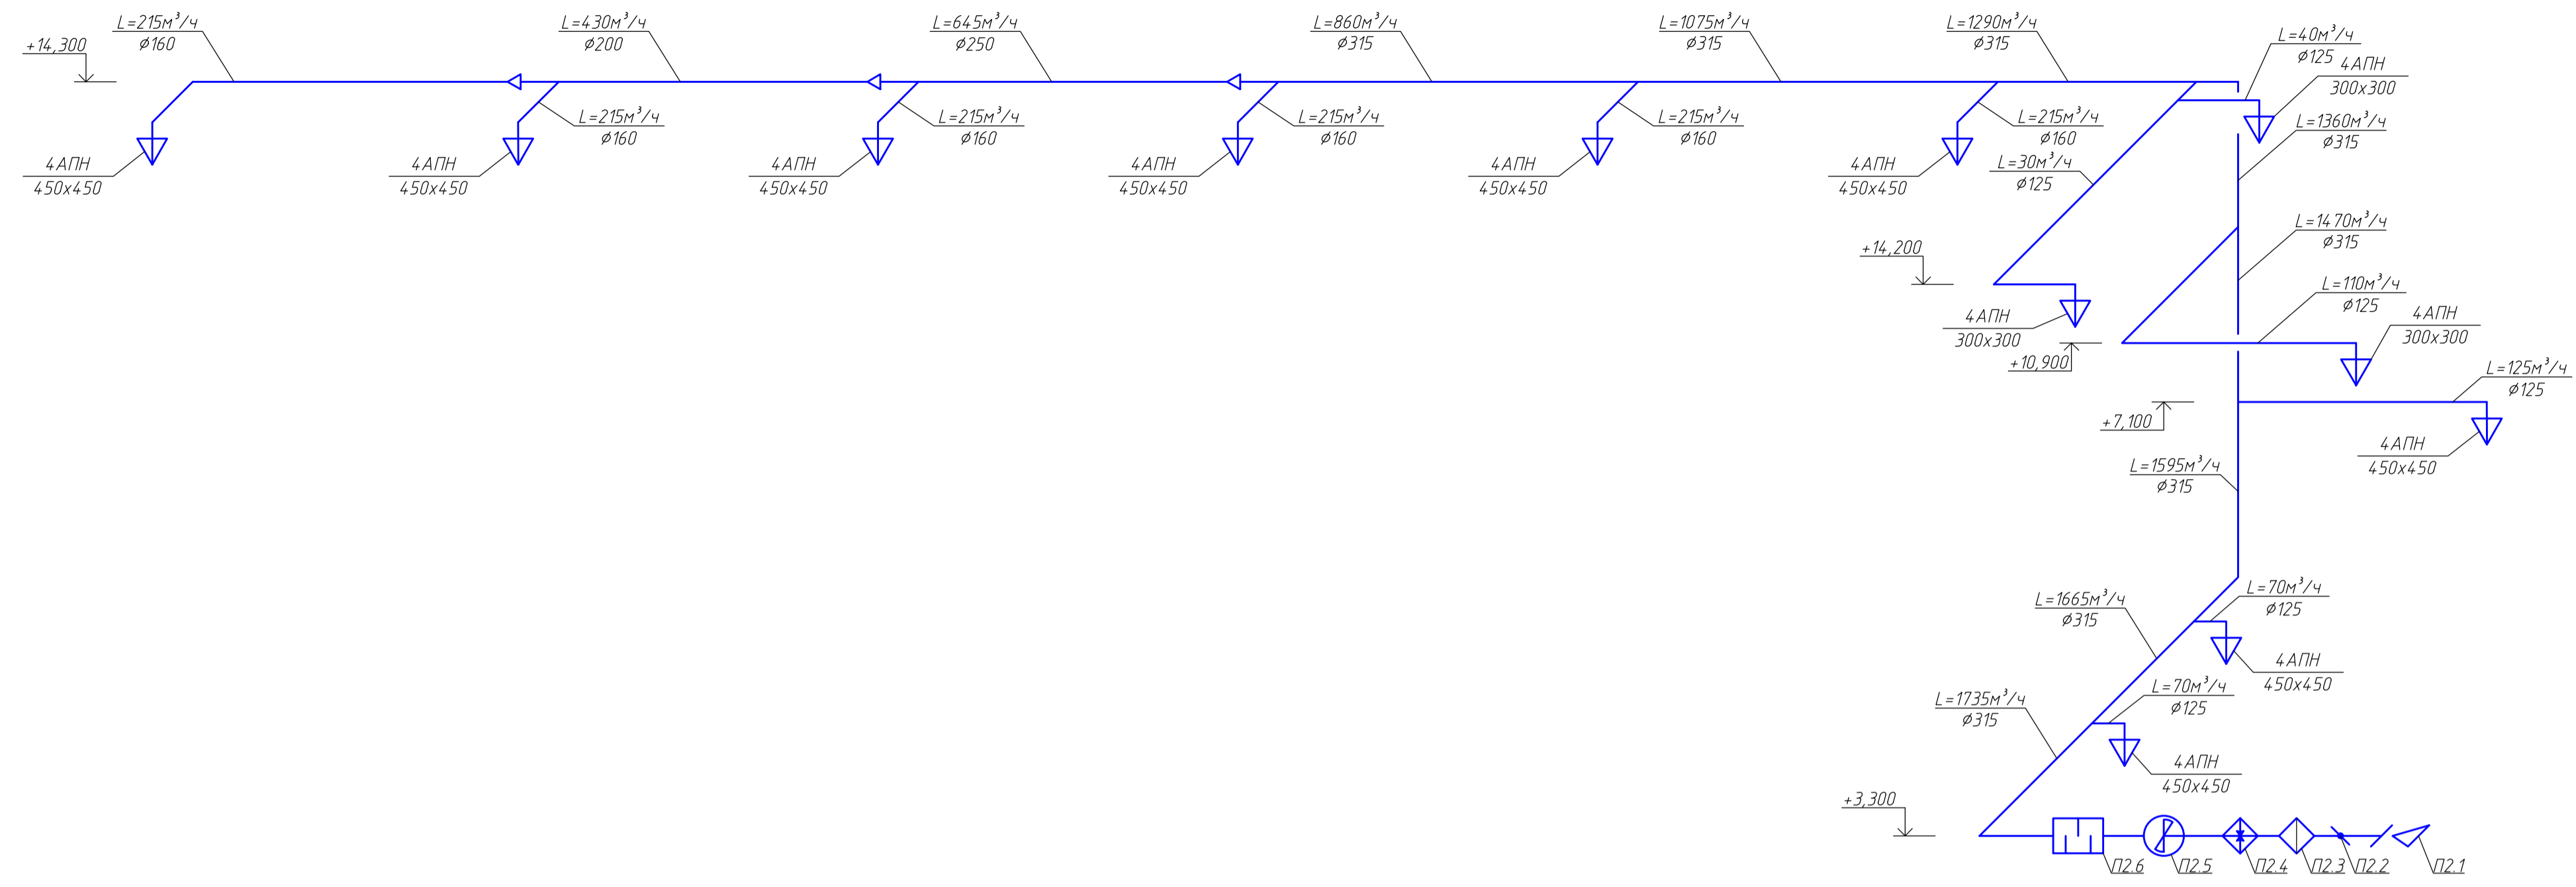 L=215м³/ч
ø160
L=430м³/ч
ø200
L=645м³/ч
ø250
L=860м³/ч
ø315
L=1075м³/ч
ø315
L=1290м³/ч
ø315
L=40м³/ч
ø125
+14,300
4АПН
300х300
L=215м³/ч
ø160
L=215м³/ч
ø160
L=215м³/ч
ø160
L=215м³/ч
ø160
L=215м³/ч
ø160
L=1360м³/ч
ø315
4АПН
450х450
4АПН
450х450
4АПН
450х450
4АПН
450х450
4АПН
450х450
4АПН
450х450
L=30м³/ч
ø125
L=1470м³/ч
ø315
+14,200
L=110м³/ч
ø125
4АПН
300х300
4АПН
300х300
+10,900
L=125м³/ч
ø125
+7,100
4АПН
450х450
L=1595м³/ч
ø315
L=70м³/ч
ø125
L=1665м³/ч
ø315
4АПН
450х450
L=70м³/ч
ø125
L=1735м³/ч
ø315
4АПН
450х450
+3,300
П2.6
П2.5
П2.4
П2.3
П2.2
П2.1